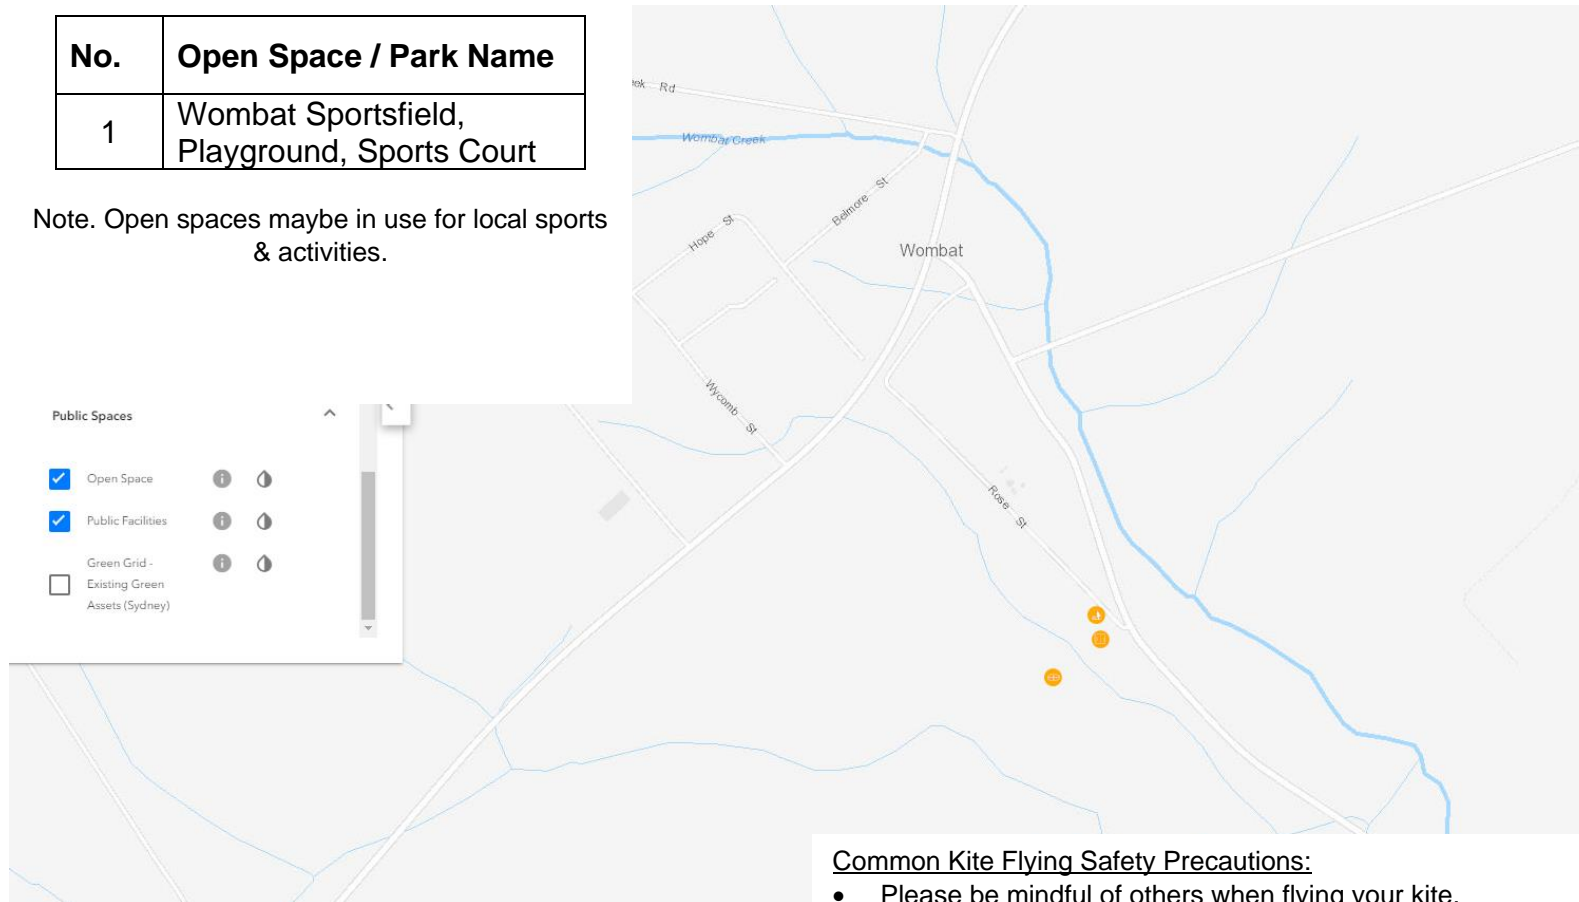 No. Open Space / Park Name
1 Wombat Sportsfield,
Playground, Sports Court
Note. Open spaces maybe in use for local sports
& activities.
Rd
Wombat Creek
Belmore St
Hope St
Wombat
Wycomb St
Rose St
Public Spaces
Open Space
Public Facilities
Green Grid -
Existing Green
Assets (Sydney)
Common Kite Flying Safety Precautions:
• Please be mindful of others when flying your kite.